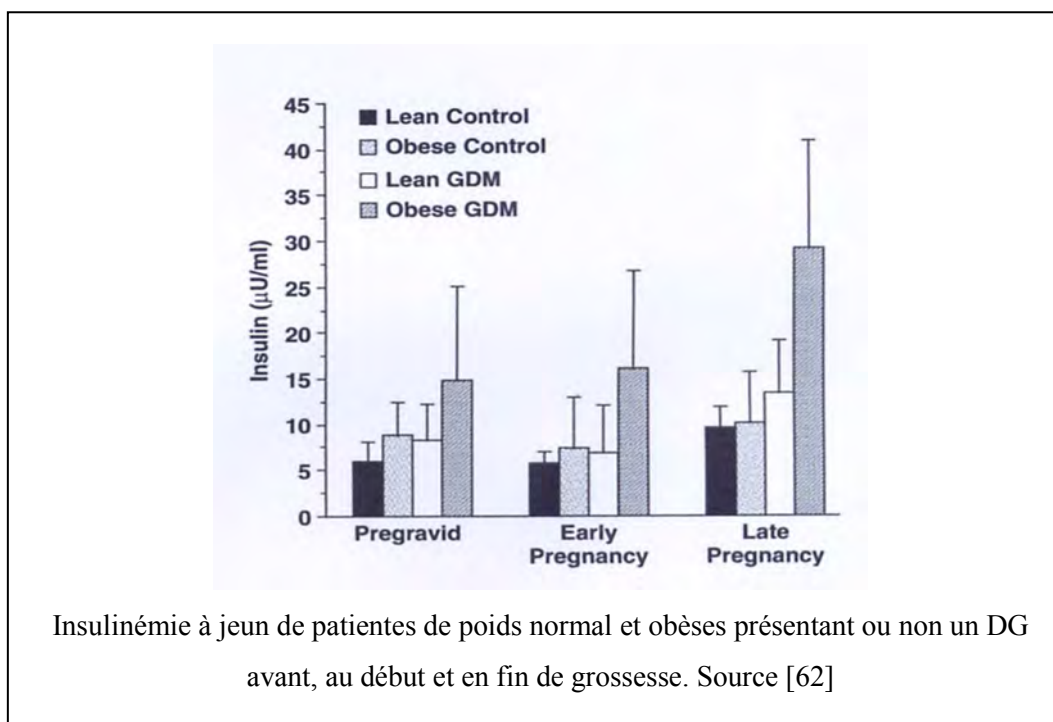 45
40
35
30
25
20
15
10
5
0
Insulin (µU/ml)
Lean Control
Obese Control
Lean GDM
Obese GDM
Pregravid
Early
Pregnancy
Late
Pregnancy
Insulinémie à jeun de patientes de poids normal et obèses présentant ou non un DG
avant, au début et en fin de grossesse. Source [62]